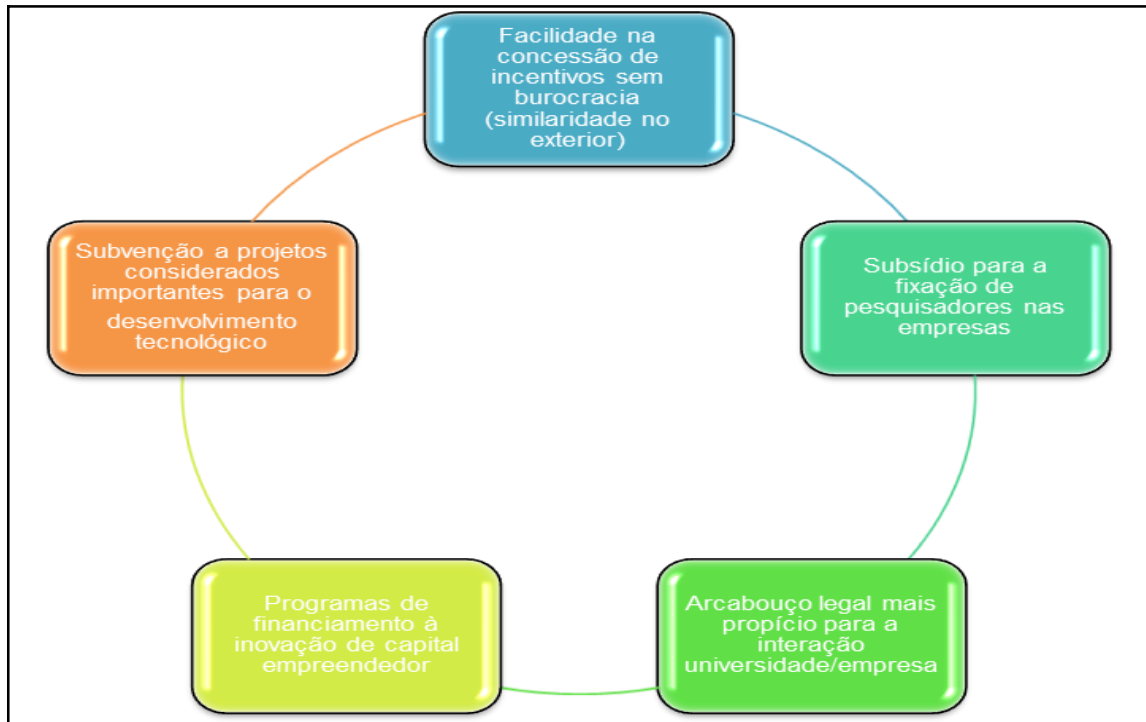 Facilidade na
concessão de
incentivos sem
burocracia
(similaridade no
exterior)
Subsídio para a
fixação de
pesquisadores nas
empresas
Arcabouço legal mais
propício para a
interação
universidade/empresa
Programas de
financiamento à
inovação de capital
empreendedor
Subvenção a projetos
considerados
importantes para o
desenvolvimento
tecnológico